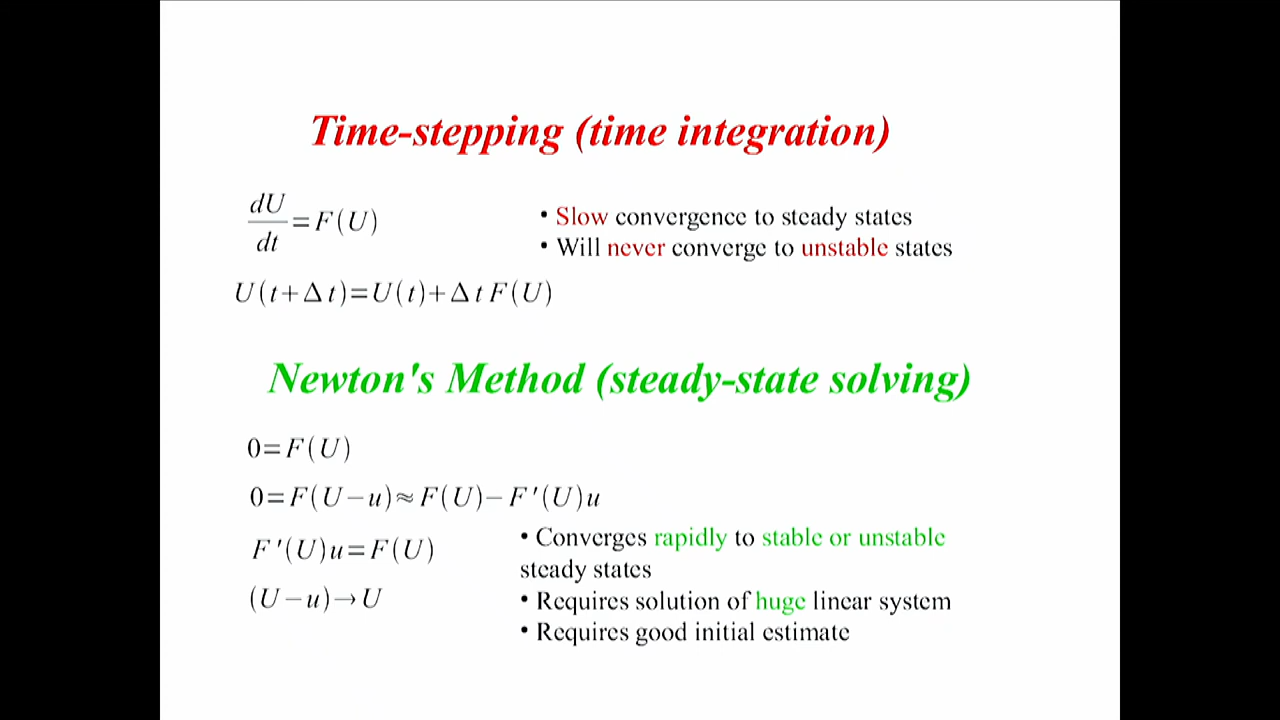 Time-stepping (time integration)
dU/dt=F(U)
• Slow convergence to steady states
• Will never converge to unstable states
U(t+Δt)=U(t)+Δt F(U)
Newton's Method (steady-state solving)
0=F(U)
0=F(U−u)≈F(U)−F'(U)u
F'(U)u=F(U)
(U−u)→U
• Converges rapidly to stable or unstable
steady states
• Requires solution of huge linear system
• Requires good initial estimate